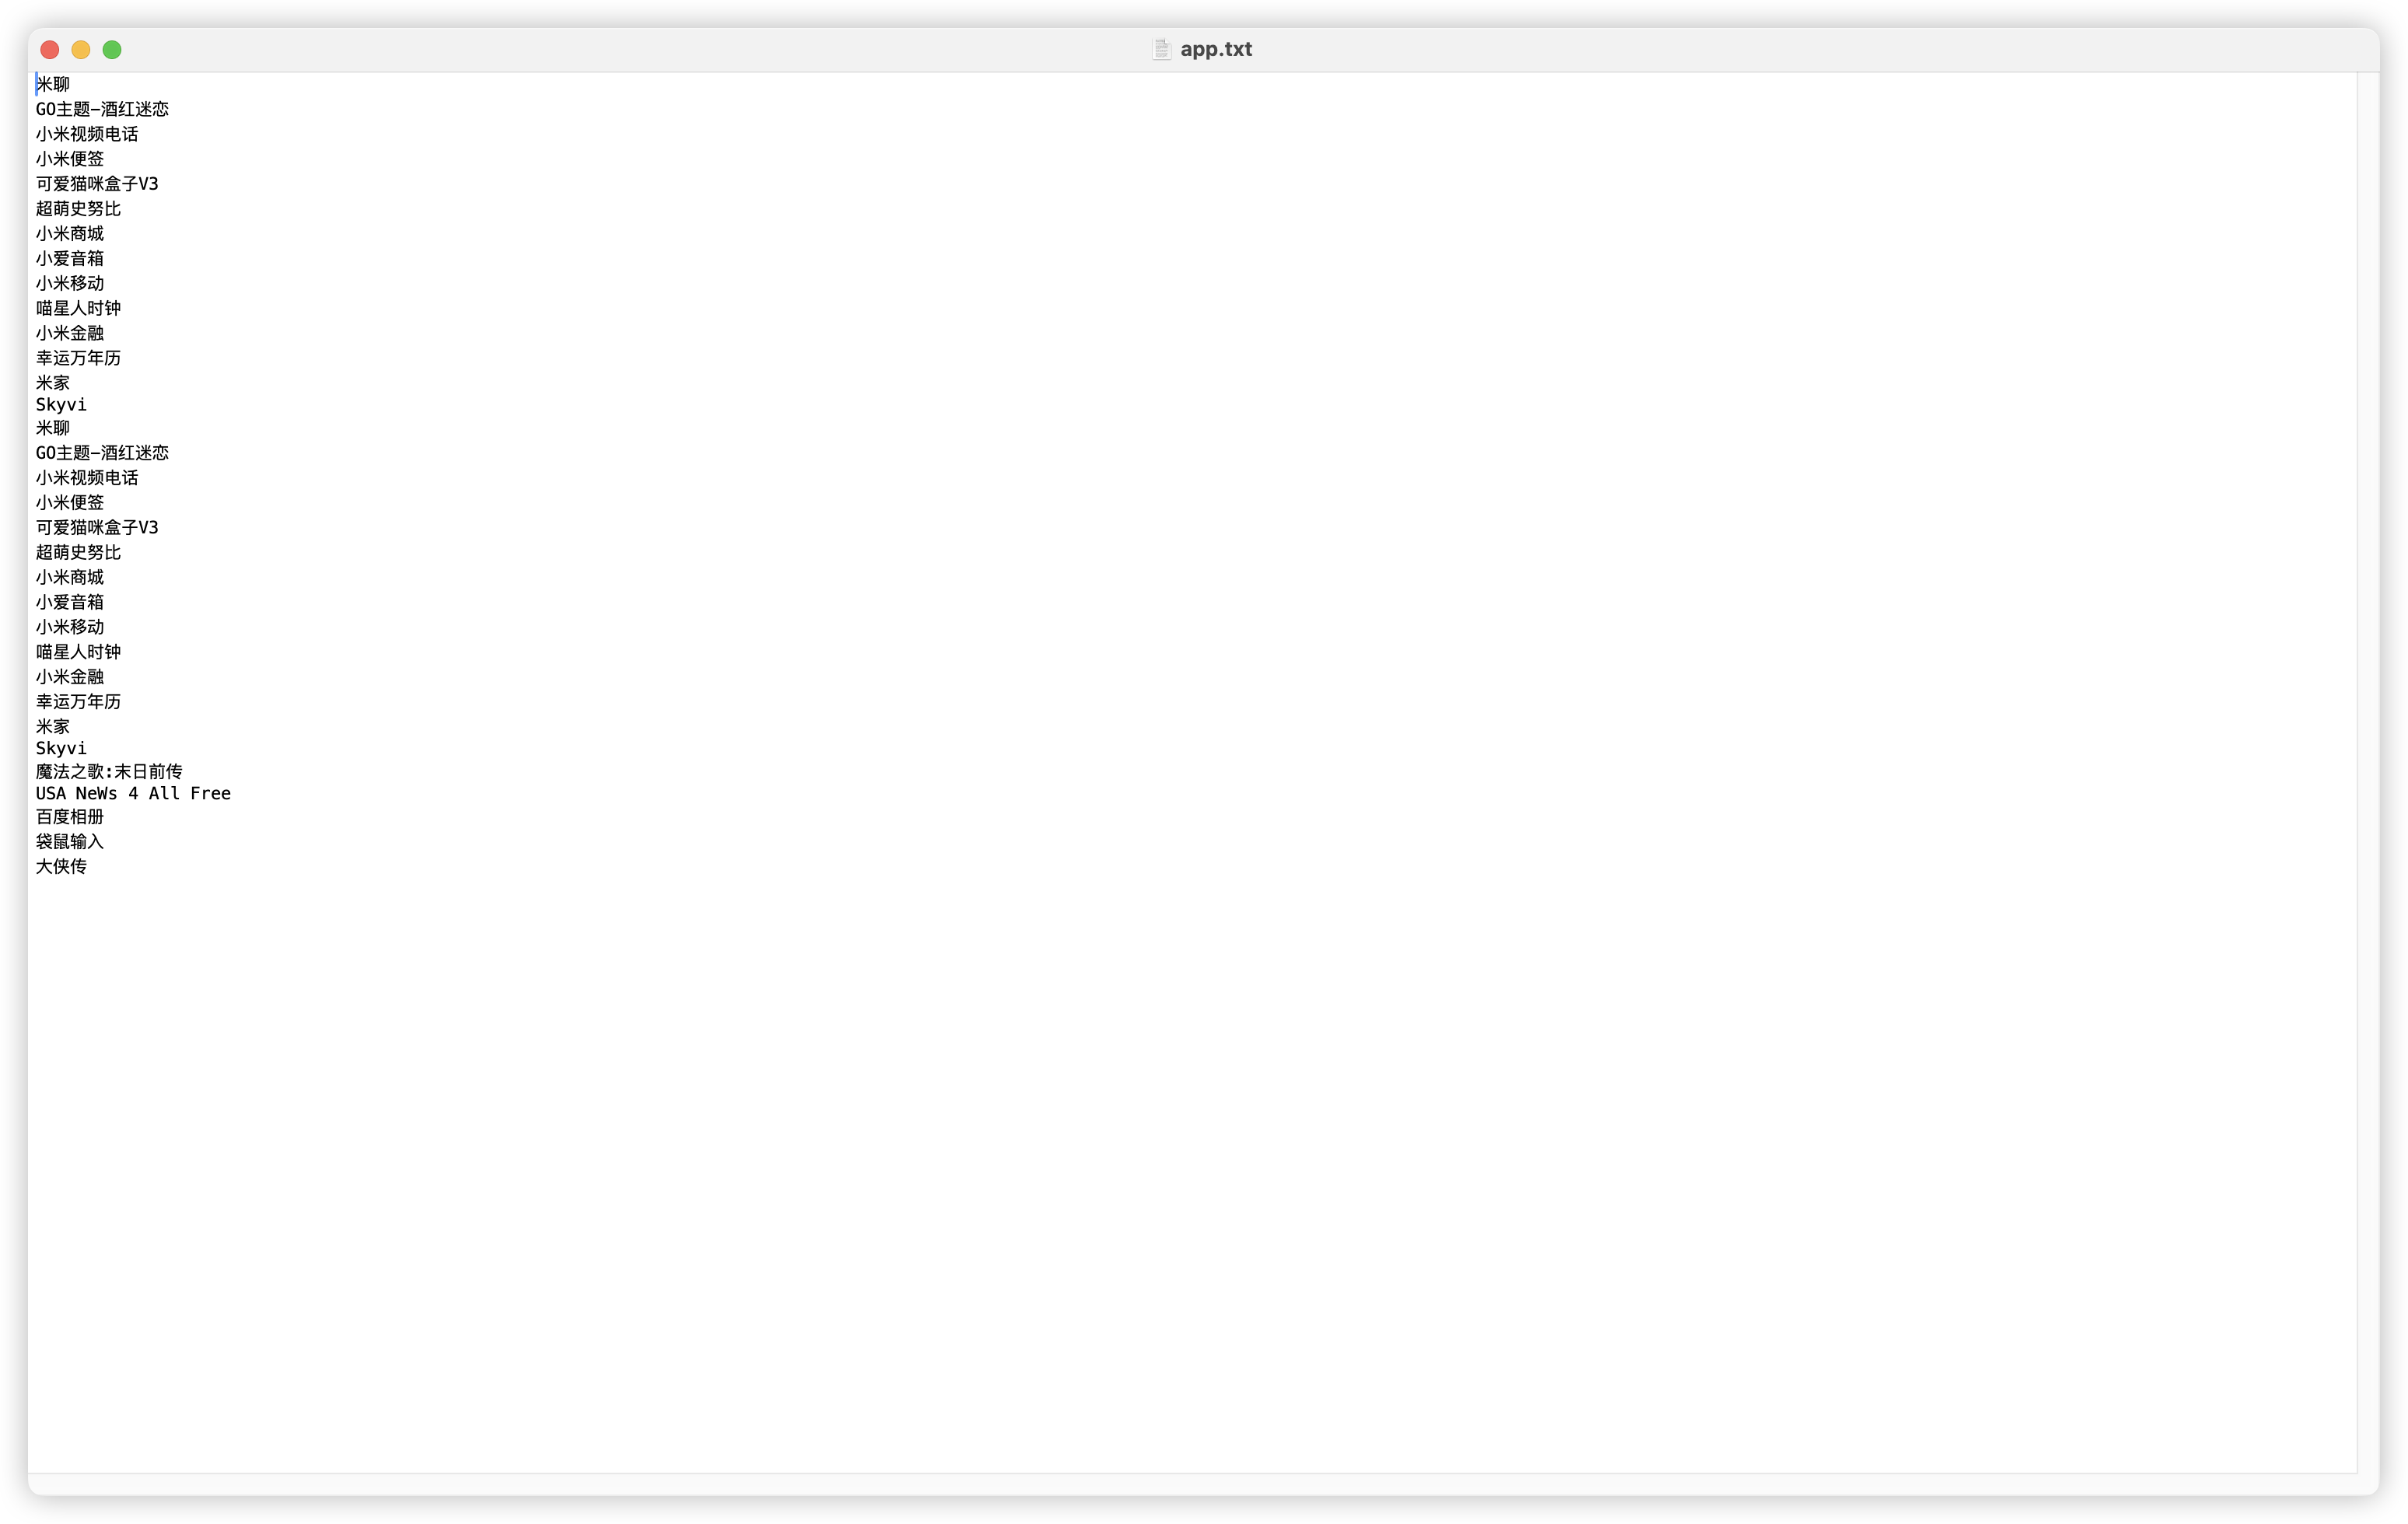 app.txt
米聊
GO主题-酒红迷恋
小米视频电话
小米便签
可爱猫咪盒子V3
超萌史努比
小米商城
小爱音箱
小米移动
喵星人时钟
小米金融
幸运万年历
米家
Skyvi
米聊
GO主题-酒红迷恋
小米视频电话
小米便签
可爱猫咪盒子V3
超萌史努比
小米商城
小爱音箱
小米移动
喵星人时钟
小米金融
幸运万年历
米家
Skyvi
魔法之歌:末日前传
USA NeWs 4 All Free
百度相册
袋鼠输入
大侠传